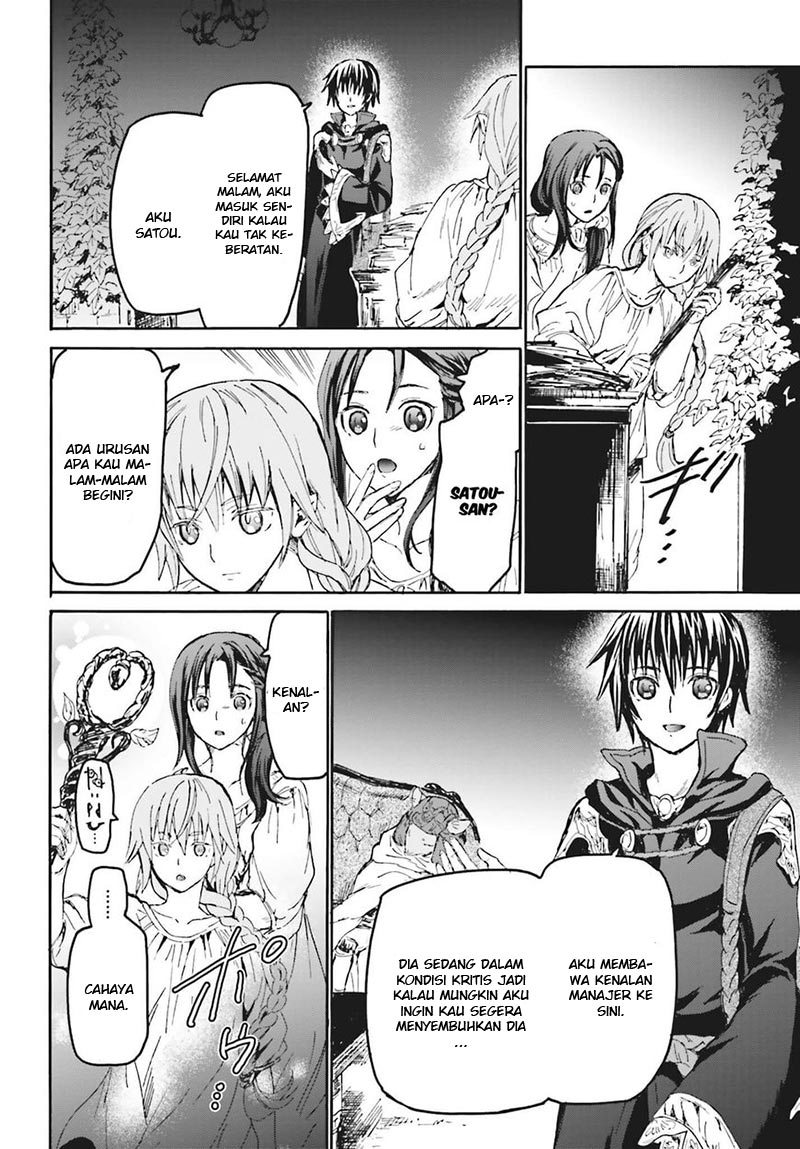 SELAMAT
MALAM, AKU
MASUK SEN-
DIRI KALAU
KAU TAK KE-
BERATAN.
AKU
SATOU.
APA-?
SATOU-
SAN?
ADA URUSAN
APA KAU MA-
LAM-MALAM
BEGINI?
AKU MEMBA-
WA KENALAN
MANAJER KE
SINI.
DIA SEDANG DALAM
KONDISI KRITIS JADI
KALAU MUNGKIN AKU
INGIN KAU SEGERA
MENYEMBUHKAN DIA
...
KENAL-
AN?
......
CAHAYA
MANA.